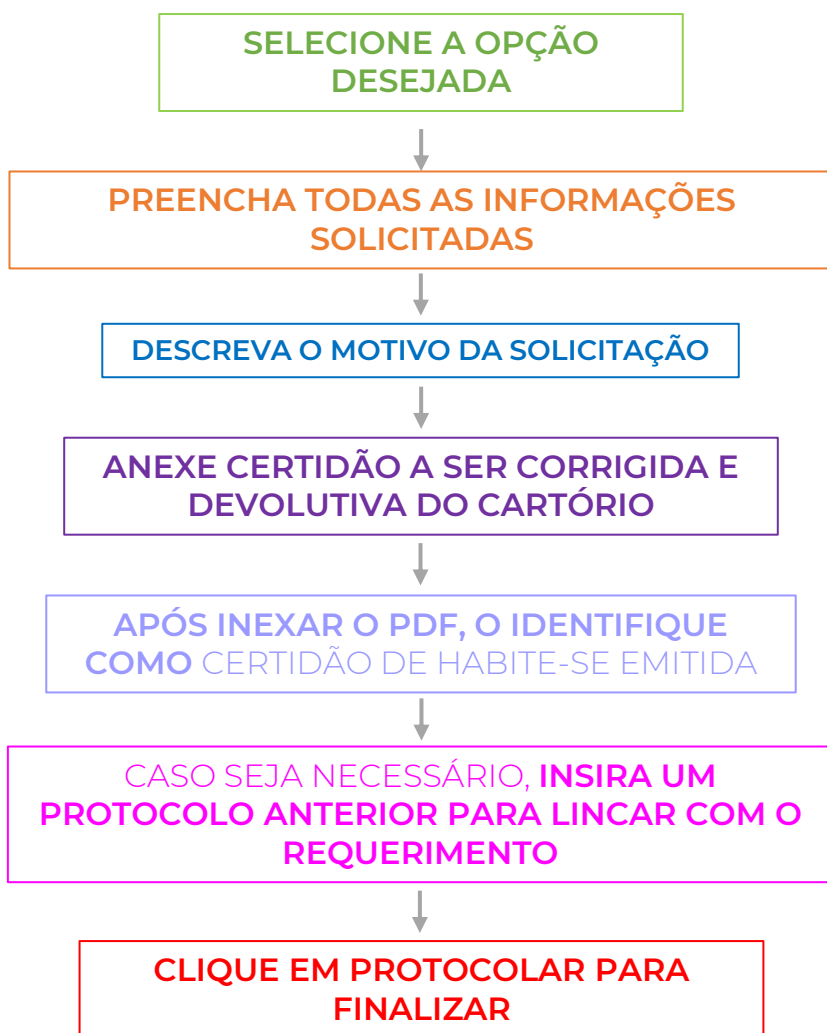 SELECIONE A OPÇÃO
DESEJADA
PREENCHA TODAS AS INFORMAÇÕES
SOLICITADAS
DESCREVA O MOTIVO DA SOLICITAÇÃO
ANEXE CERTIDÃO A SER CORRIGIDA E
DEVOLUTIVA DO CARTÓRIO
APÓS INEXAR O PDF, O IDENTIFIQUE
COMO CERTIDÃO DE HABITE-SE EMITIDA
CASO SEJA NECESSÁRIO, INSIRA UM
PROTOCOLO ANTERIOR PARA LINCAR COM O
REQUERIMENTO
CLIQUE EM PROTOCOLAR PARA
FINALIZAR